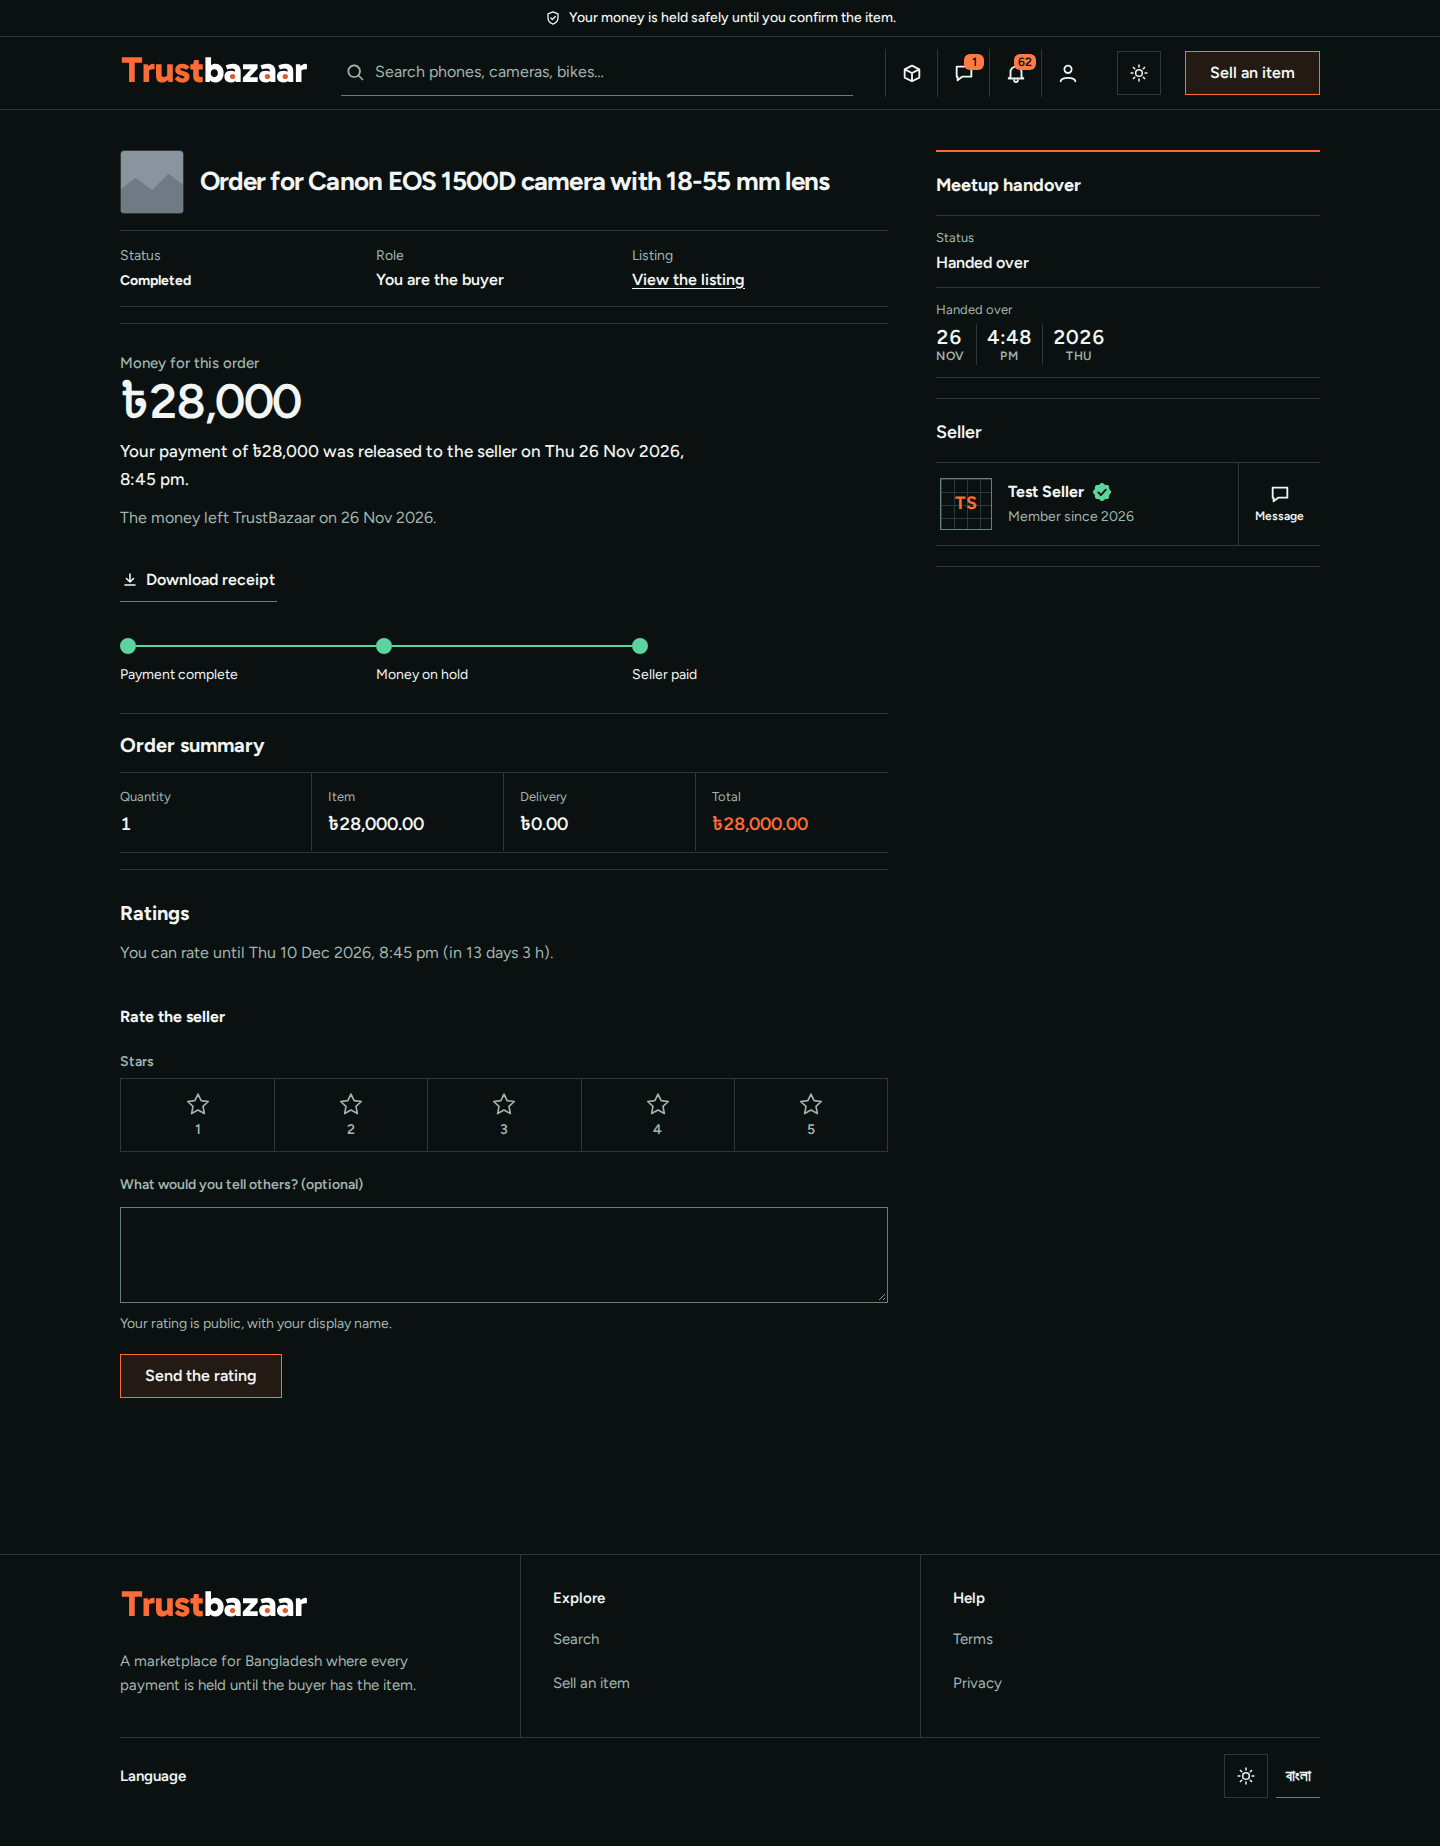 Your money is held safely until you confirm the item.
Trustbazaar
Search phones, cameras, bikes...
1
62
Sell an item
Order for Canon EOS 1500D camera with 18-55 mm lens
Status
Role
Listing
Completed
You are the buyer
View the listing
Money for this order
৳28,000
Your payment of ৳28,000 was released to the seller on Thu 26 Nov 2026,
8:45 pm.
The money left TrustBazaar on 26 Nov 2026.
Download receipt
Payment complete
Money on hold
Seller paid
Order summary
Quantity
Item
Delivery
Total
1
৳28,000.00
৳0.00
৳28,000.00
Ratings
You can rate until Thu 10 Dec 2026, 8:45 pm (in 13 days 3 h).
Rate the seller
Stars
1
2
3
4
5
What would you tell others? (optional)
Your rating is public, with your display name.
Send the rating
Meetup handover
Status
Handed over
Handed over
26 4:48 2026
NOV PM THU
Seller
TS
Test Seller
Member since 2026
Message
Trustbazaar
A marketplace for Bangladesh where every
payment is held until the buyer has the item.
Explore
Search
Sell an item
Help
Terms
Privacy
Language
বাংলা